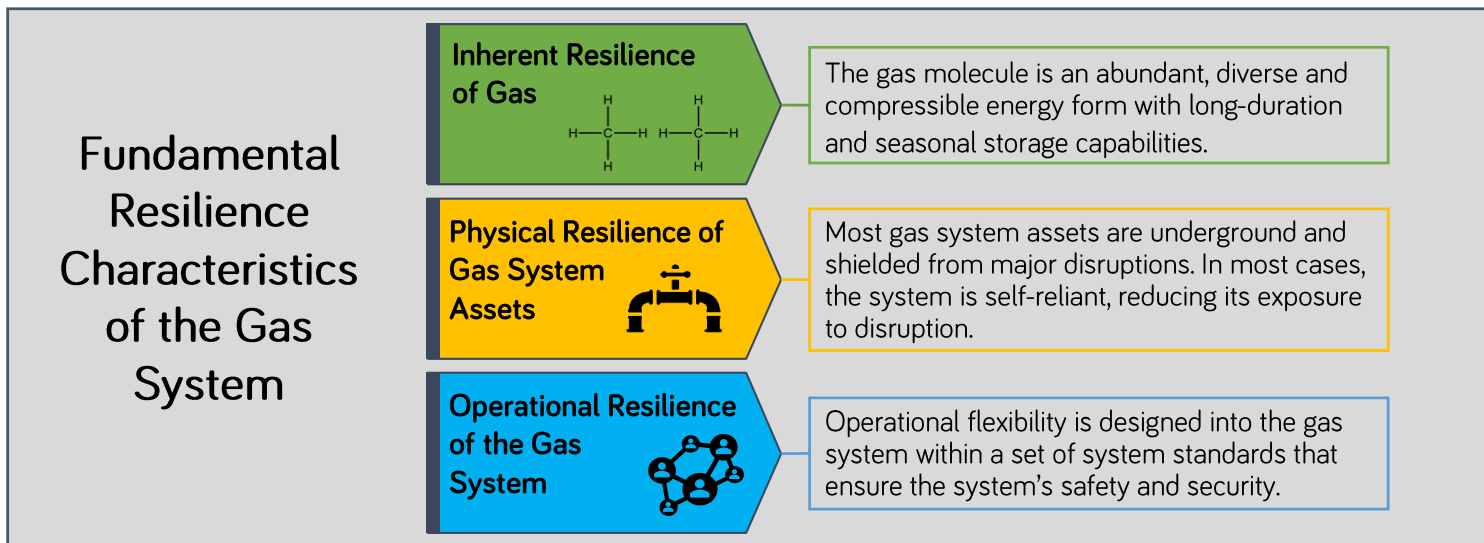 Fundamental
Resilience
Characteristics
of the Gas
System
Inherent Resilience
of Gas
H H
H C H H C H
H H
The gas molecule is an abundant, diverse and
compressible energy form with long-duration
and seasonal storage capabilities.
Physical Resilience of
Gas System
Assets
Most gas system assets are underground and
shielded from major disruptions. In most cases,
the system is self-reliant, reducing its exposure
to disruption.
Operational Resilience
of the Gas
System
Operational flexibility is designed into the gas
system within a set of system standards that
ensure the system's safety and security.